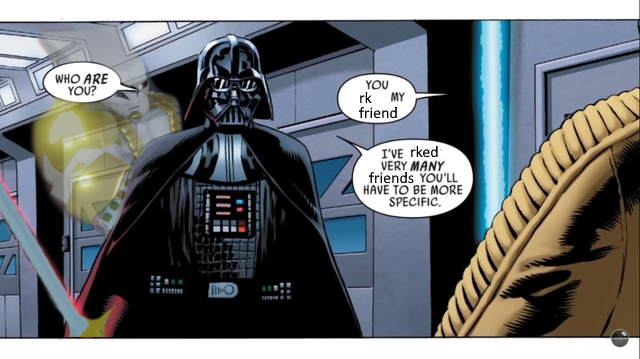 WHO ARE
YOU?
YOU
rk MY
friend
I'VE rked
VERY MANY
friends YOU'LL
HAVE TO BE MORE
SPECIFIC.